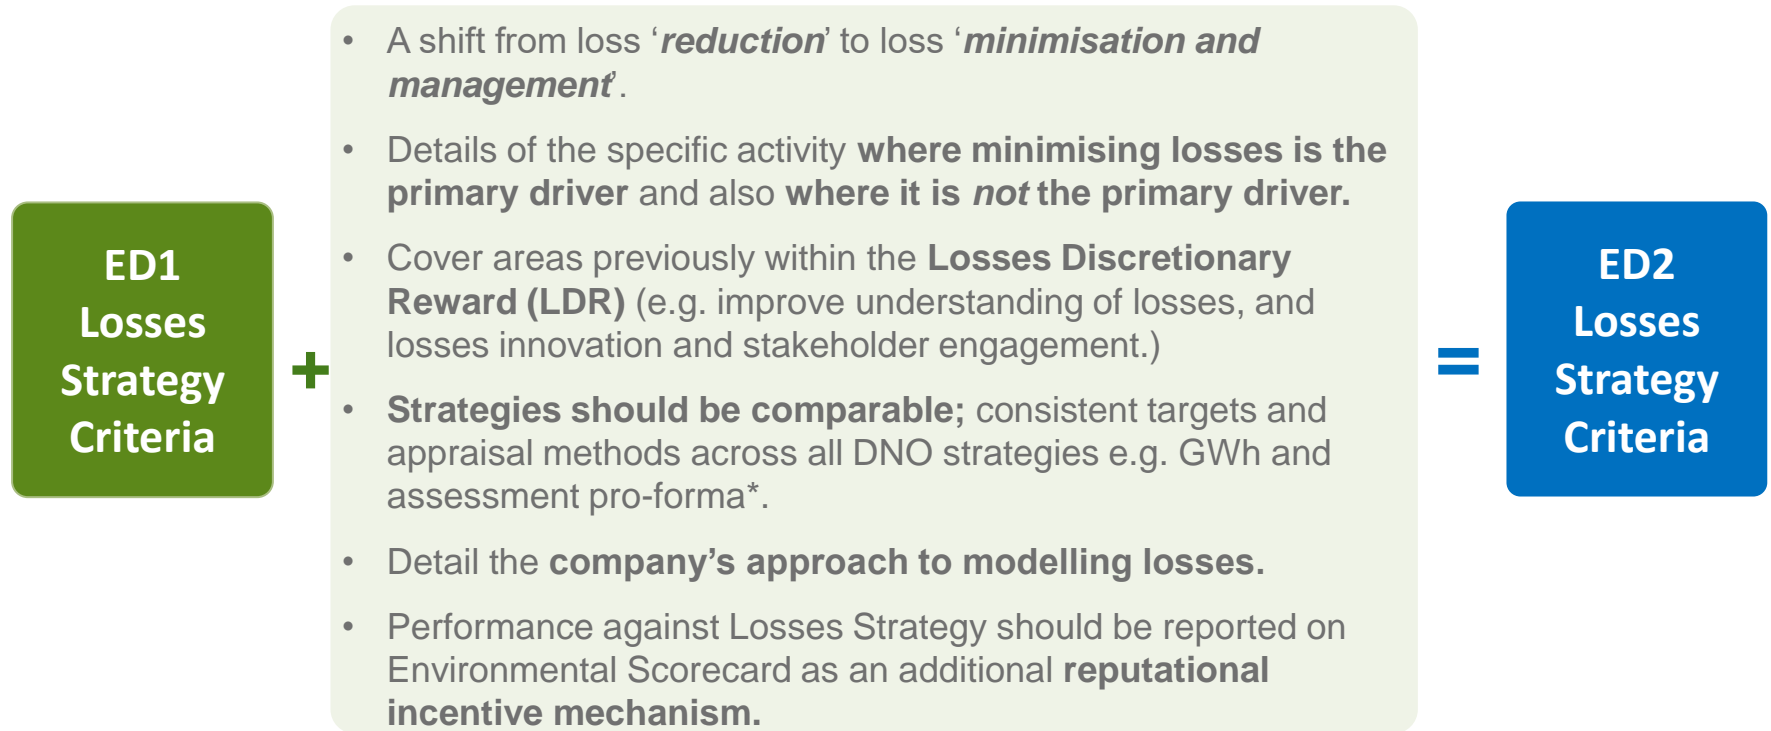 ED1
Losses
Strategy
Criteria
+
• A shift from loss ‘reduction’ to loss ‘minimisation and
management’.
• Details of the specific activity where minimising losses is the
primary driver and also where it is not the primary driver.
• Cover areas previously within the Losses Discretionary
Reward (LDR) (e.g. improve understanding of losses, and
losses innovation and stakeholder engagement.)
• Strategies should be comparable; consistent targets and
appraisal methods across all DNO strategies e.g. GWh and
assessment pro-forma*.
• Detail the company’s approach to modelling losses.
• Performance against Losses Strategy should be reported on
Environmental Scorecard as an additional reputational
incentive mechanism.
=
ED2
Losses
Strategy
Criteria